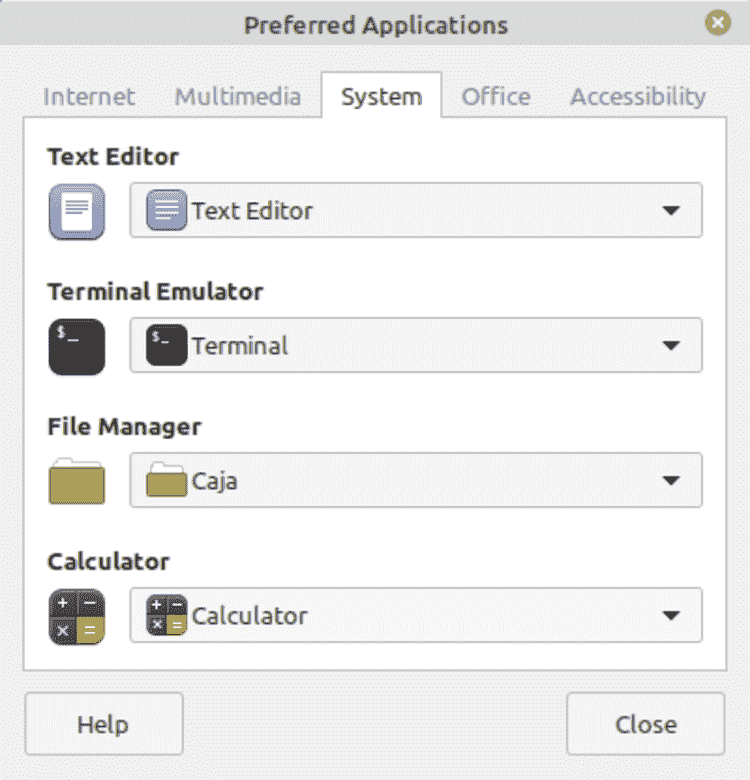 Preferred Applications
Internet Multimedia System Office Accessibility
Text Editor
Text Editor
Terminal Emulator
$_
$_ Terminal
File Manager
Caja
Calculator
Calculator
Help Close